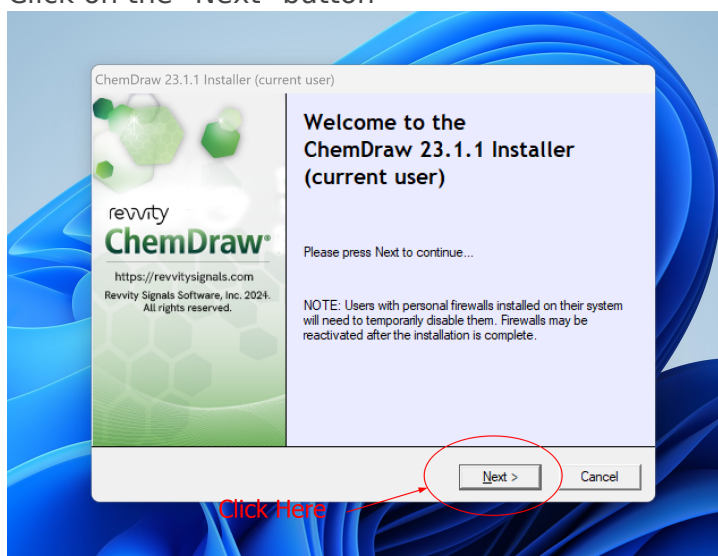 Click on the "Next" button
ChemDraw 23.1.1 Installer (current user)
Welcome to the
ChemDraw 23.1.1 Installer
(current user)
revvity
ChemDraw®
https://revvitysignals.com
Revvity Signals Software, Inc. 2024.
All rights reserved.
Please press Next to continue...
NOTE: Users with personal firewalls installed on their system
will need to temporarily disable them. Firewalls may be
reactivated after the installation is complete.
Next >
Cancel
Click Here